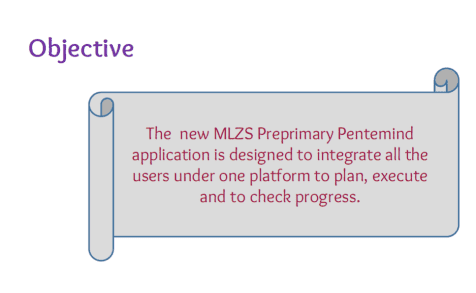 Objective
The new MLZS Preprimary Pentemind
application is designed to integrate all the
users under one platform to plan, execute
and to check progress.